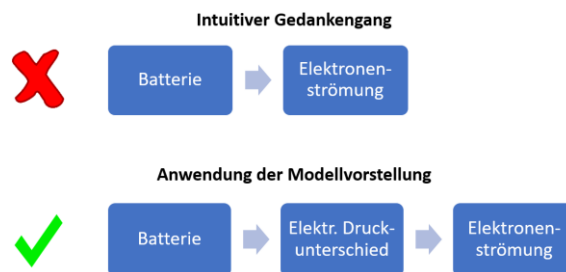 Intuitiver Gedankengang
Batterie
Elektronen-
strömung
Anwendung der Modellvorstellung
Batterie
Elektr. Druck-
unterschied
Elektronen-
strömung